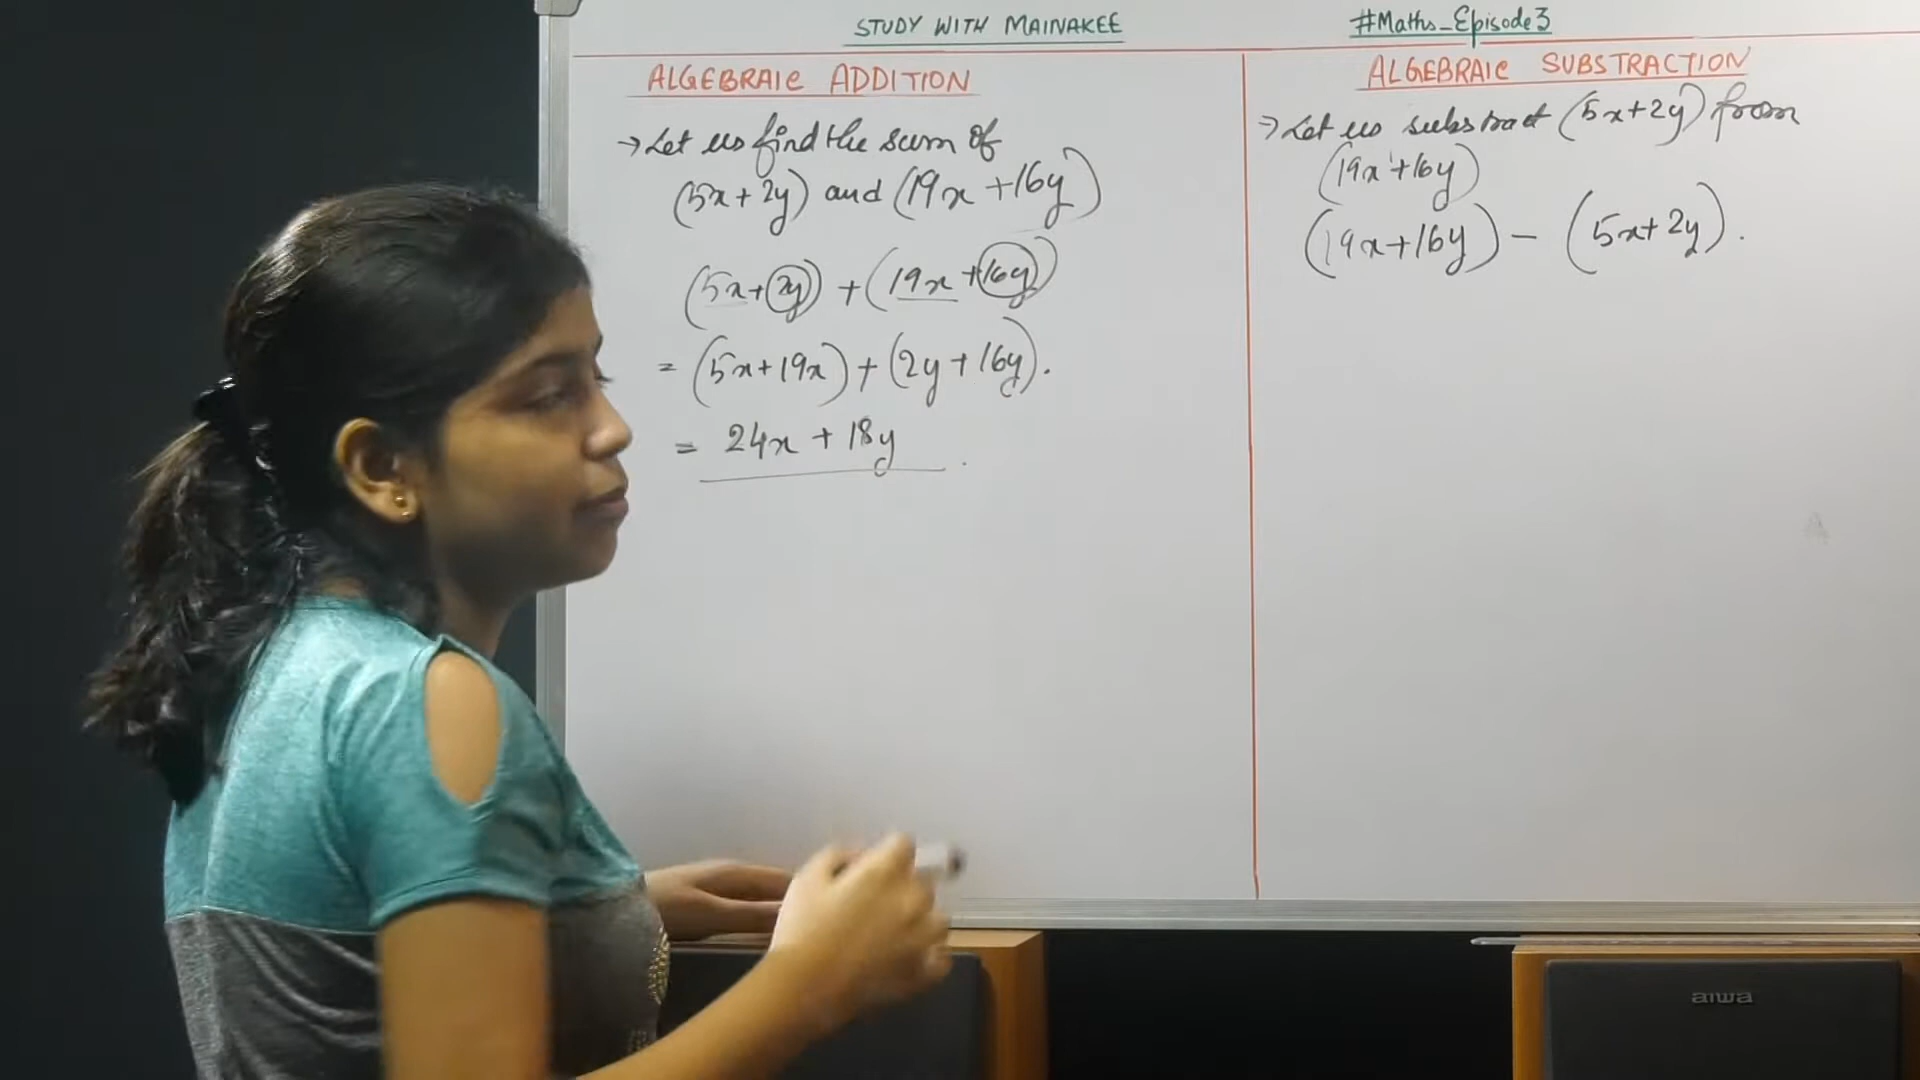 STUDY WITH MAINAKEE
#Maths_Episode3
ALGEBRAIC ADDITION
→ Let us find the sum of
(5x + 2y) and (19x + 16y)
(5x + 2y) + (19x + 16y)
= (5x + 19x) + (2y + 16y).
= 24x + 18y
ALGEBRAIC SUBSTRACTION
→ Let us substract (5x + 2y) from
(19x + 16y)
(19x + 16y) − (5x + 2y).
aiwa